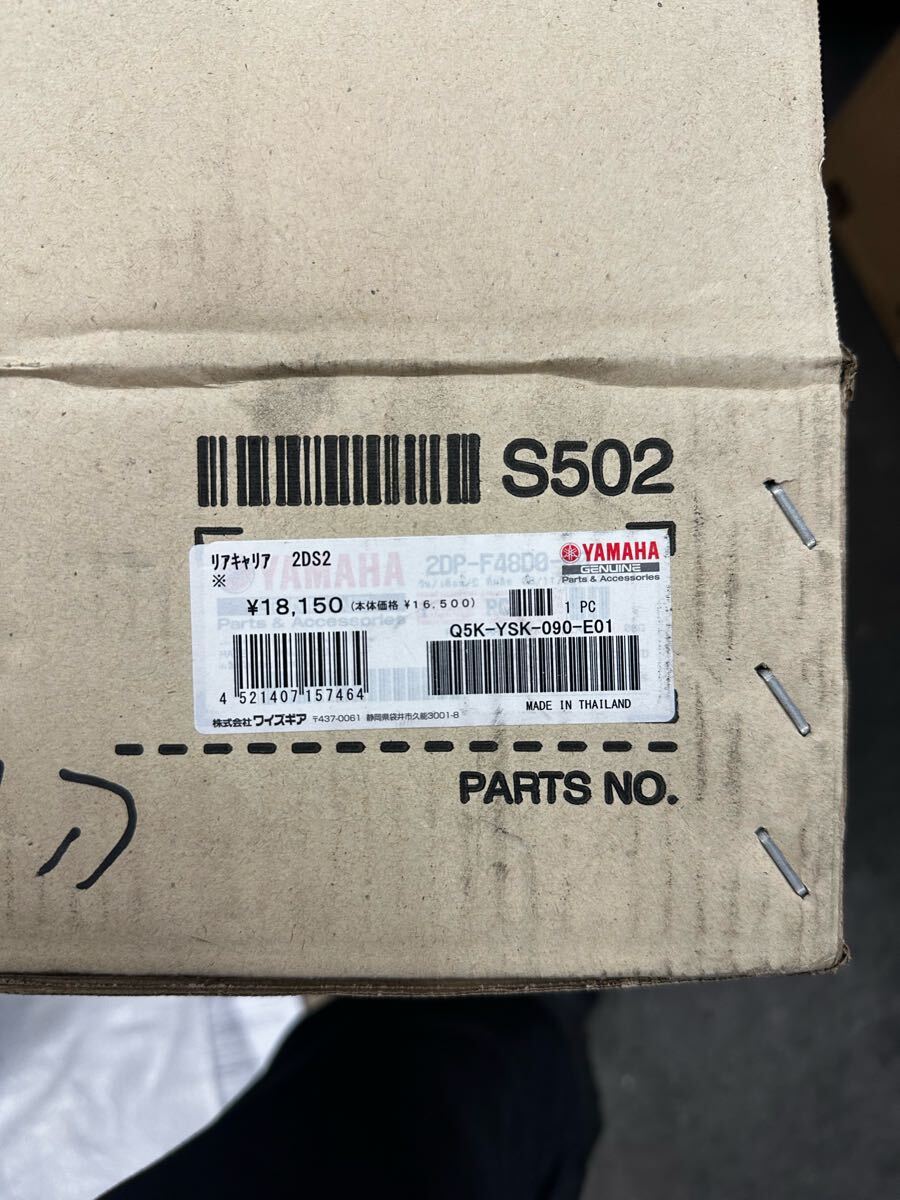 S502
リアキャリア 2DS2
※
YAMAHA
GENUINE
Parts & Accessories
YAMAHA
2DP-F48D0-
Parts & Accessories
¥18,150 (本体価格 ¥16,500)
1 PC
Q5K-YSK-090-E01
4 521407 157464
MADE IN THAILAND
株式会社 ワイズギア 〒437-0061 静岡県袋井市久能3001-8
PARTS NO.